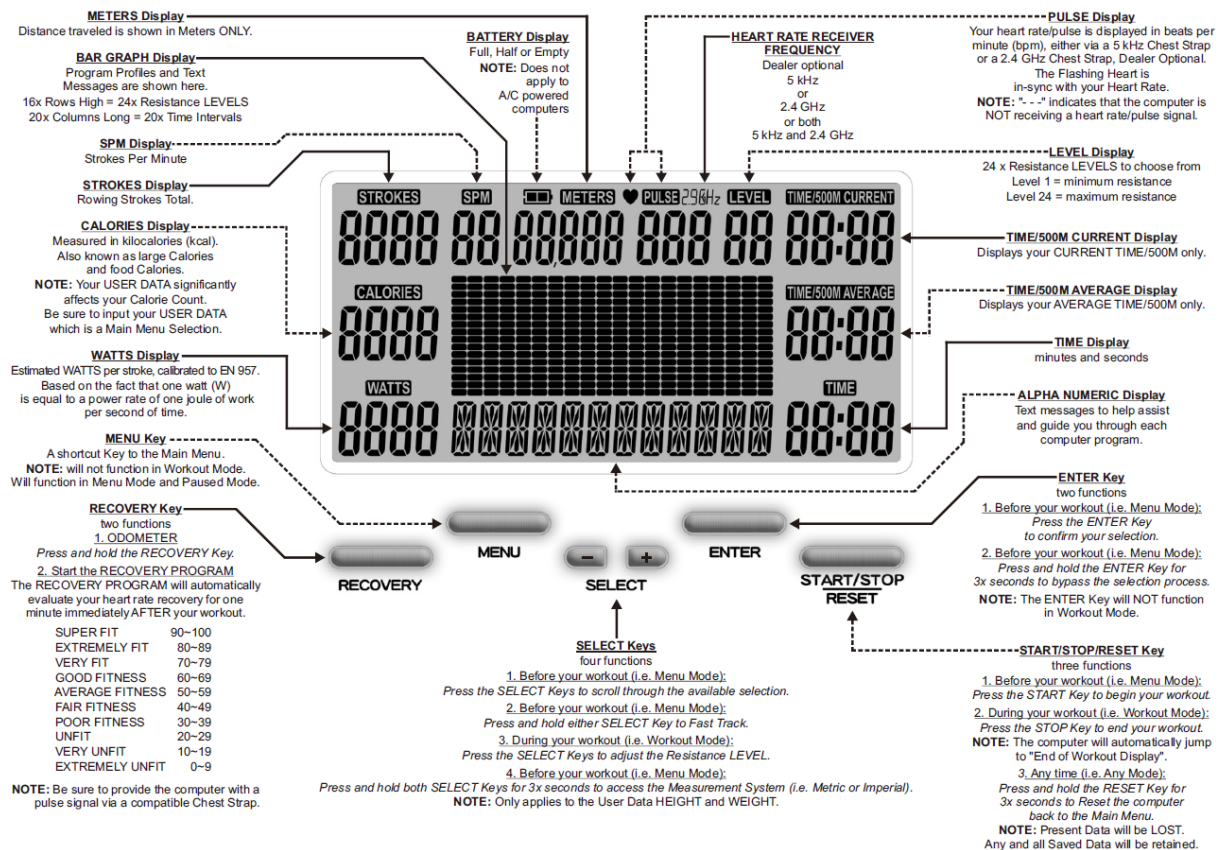 METERS Display
Distance traveled is shown in Meters ONLY.
BAR GRAPH Display
Program Profiles and Text
Messages are shown here.
16x Rows High = 24x Resistance LEVELS
20x Columns Long = 20x Time Intervals
SPM Display
Strokes Per Minute
STROKES Display
Rowing Strokes Total.
CALORIES Display
Measured in kilocalories (kcal).
Also known as large Calories
and food Calories.
NOTE: Your USER DATA significantly
affects your Calorie Count.
Be sure to input your USER DATA
which is a Main Menu Selection.
WATTS Display
Estimated WATTS per stroke, calibrated to EN 957.
Based on the fact that one watt (W)
is equal to a power rate of one joule of work
per second of time.
MENU Key
A shortcut Key to the Main Menu.
NOTE: will not function in Workout Mode.
Will function in Menu Mode and Paused Mode.
RECOVERY Key
two functions
1. ODOMETER
Press and hold the RECOVERY Key.
2. Start the RECOVERY PROGRAM
The RECOVERY PROGRAM will automatically
evaluate your heart rate recovery for one
minute immediately AFTER your workout.
SUPER FIT 90~100
EXTREMELY FIT 80~89
VERY FIT 70~79
GOOD FITNESS 60~69
AVERAGE FITNESS 50~59
FAIR FITNESS 40~49
POOR FITNESS 30~39
UNFIT 20~29
VERY UNFIT 10~19
EXTREMELY UNFIT 0~9
NOTE: Be sure to provide the computer with a
pulse signal via a compatible Chest Strap.
BATTERY Display
Full, Half or Empty
NOTE: Does not
apply to
A/C powered
computers
HEART RATE RECEIVER
FREQUENCY
Dealer optional
5 kHz
or
2.4 GHz
or both
5 kHz and 2.4 GHz
STROKES SPM METERS PULSE LEVEL TIME/500M CURRENT
8888 88 88,888 888 88 88:88
CALORIES TIME/500M AVERAGE
8888 88:88
WATTS TIME
8888 88:88
MENU
ENTER
RECOVERY
- +
SELECT
START/STOP
RESET
SELECT Keys
four functions
1. Before your workout (i.e. Menu Mode):
Press the SELECT Keys to scroll through the available selection.
2. Before your workout (i.e. Menu Mode):
Press and hold either SELECT Key to Fast Track.
3. During your workout (i.e. Workout Mode):
Press the SELECT Keys to adjust the Resistance LEVEL.
4. Before your workout (i.e. Menu Mode):
Press and hold both SELECT Keys for 3x seconds to access the Measurement System (i.e. Metric or Imperial).
NOTE: Only applies to the User Data HEIGHT and WEIGHT.
PULSE Display
Your heart rate/pulse is displayed in beats per
minute (bpm), either via a 5 kHz Chest Strap
or a 2.4 GHz Chest Strap, Dealer Optional.
The Flashing Heart is
in-sync with your Heart Rate.
NOTE: "- - -" indicates that the computer is
NOT receiving a heart rate/pulse signal.
LEVEL Display
24 x Resistance LEVELS to choose from
Level 1 = minimum resistance
Level 24 = maximum resistance
TIME/500M CURRENT Display
Displays your CURRENT TIME/500M only.
TIME/500M AVERAGE Display
Displays your AVERAGE TIME/500M only.
TIME Display
minutes and seconds
ALPHA NUMERIC Display
Text messages to help assist
and guide you through each
computer program.
ENTER Key
two functions
1. Before your workout (i.e. Menu Mode):
Press the ENTER Key
to confirm your selection.
2. Before your workout (i.e. Menu Mode):
Press and hold the ENTER Key for
3x seconds to bypass the selection process.
NOTE: The ENTER Key will NOT function
in Workout Mode.
START/STOP/RESET Key
three functions
1. Before your workout (i.e. Menu Mode):
Press the START Key to begin your workout.
2. During your workout (i.e. Workout Mode):
Press the STOP Key to end your workout.
NOTE: The computer will automatically jump
to "End of Workout Display".
3. Any time (i.e. Any Mode):
Press and hold the RESET Key for
3x seconds to Reset the computer
back to the Main Menu.
NOTE: Present Data will be LOST.
Any and all Saved Data will be retained.